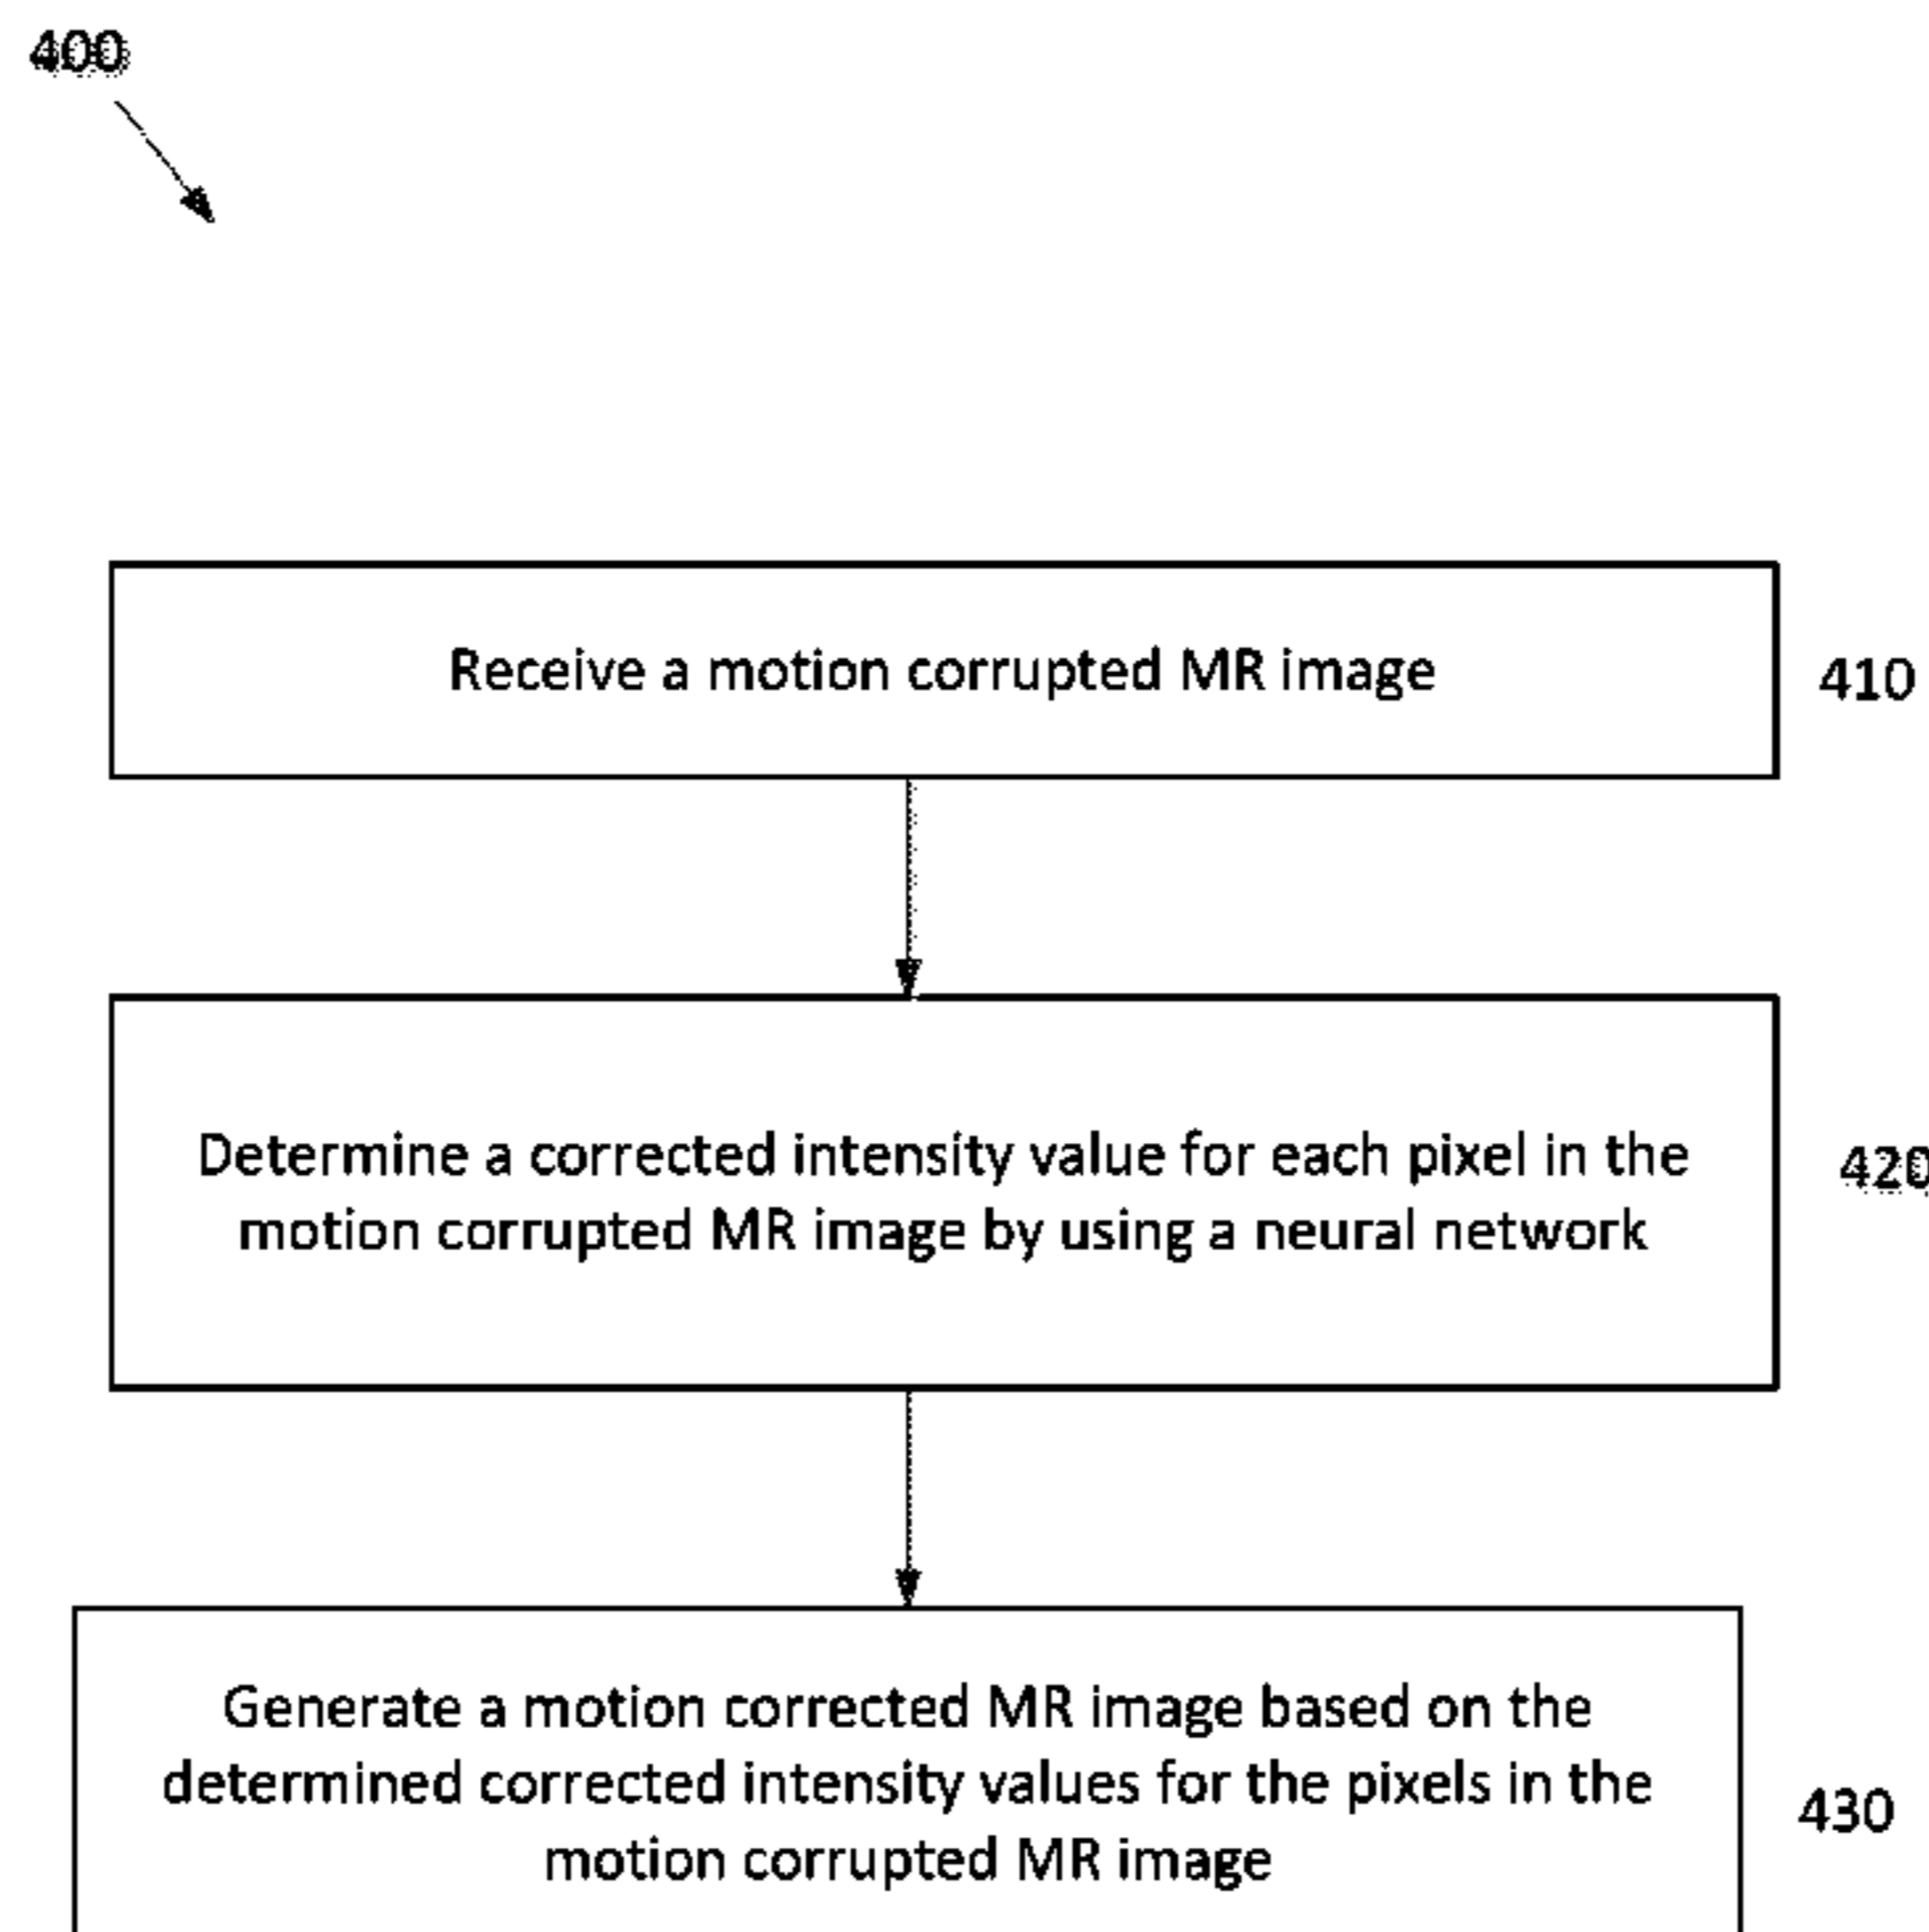 400
Receive a motion corrupted MR image
410
Determine a corrected intensity value for each pixel in the
motion corrupted MR image by using a neural network
420
Generate a motion corrected MR image based on the
determined corrected intensity values for the pixels in the
motion corrupted MR image
430